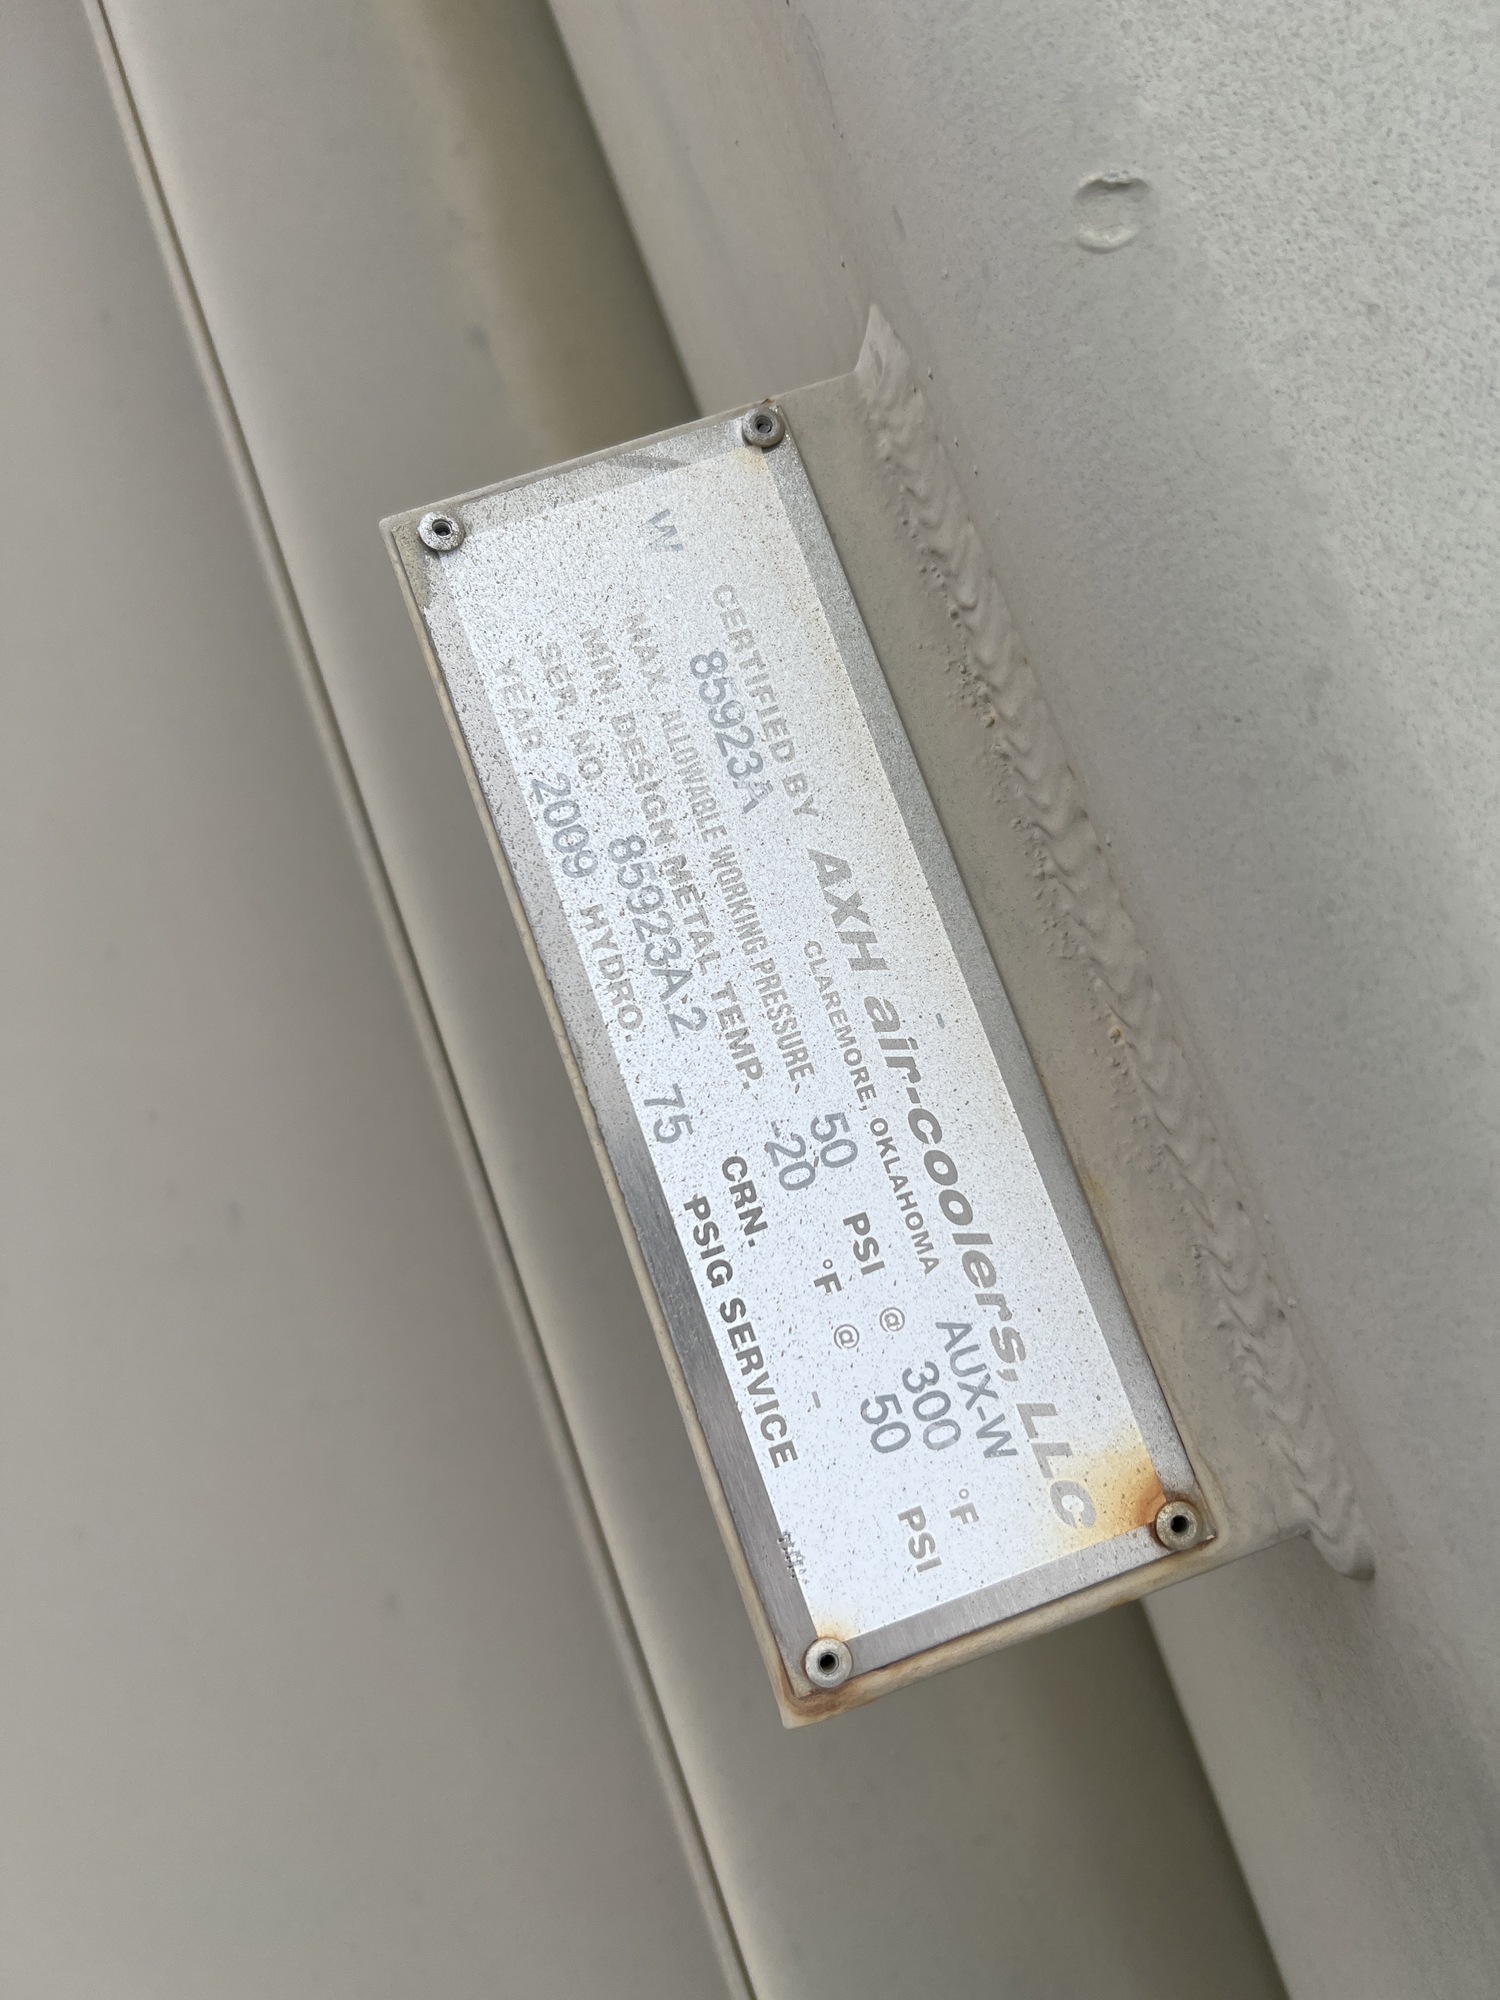 CERTIFIED BY AXH air-coolers, LLC
CLAREMORE, OKLAHOMA
85923A AUX-W
W
MAX. ALLOWABLE WORKING PRESSURE 50 PSI @ 300 °F
MIN. DESIGN METAL TEMP. -20 °F @ 50 PSI
SER. NO. 85923A.2 CRN. -
YEAR 2009 HYDRO. 75 PSIG SERVICE